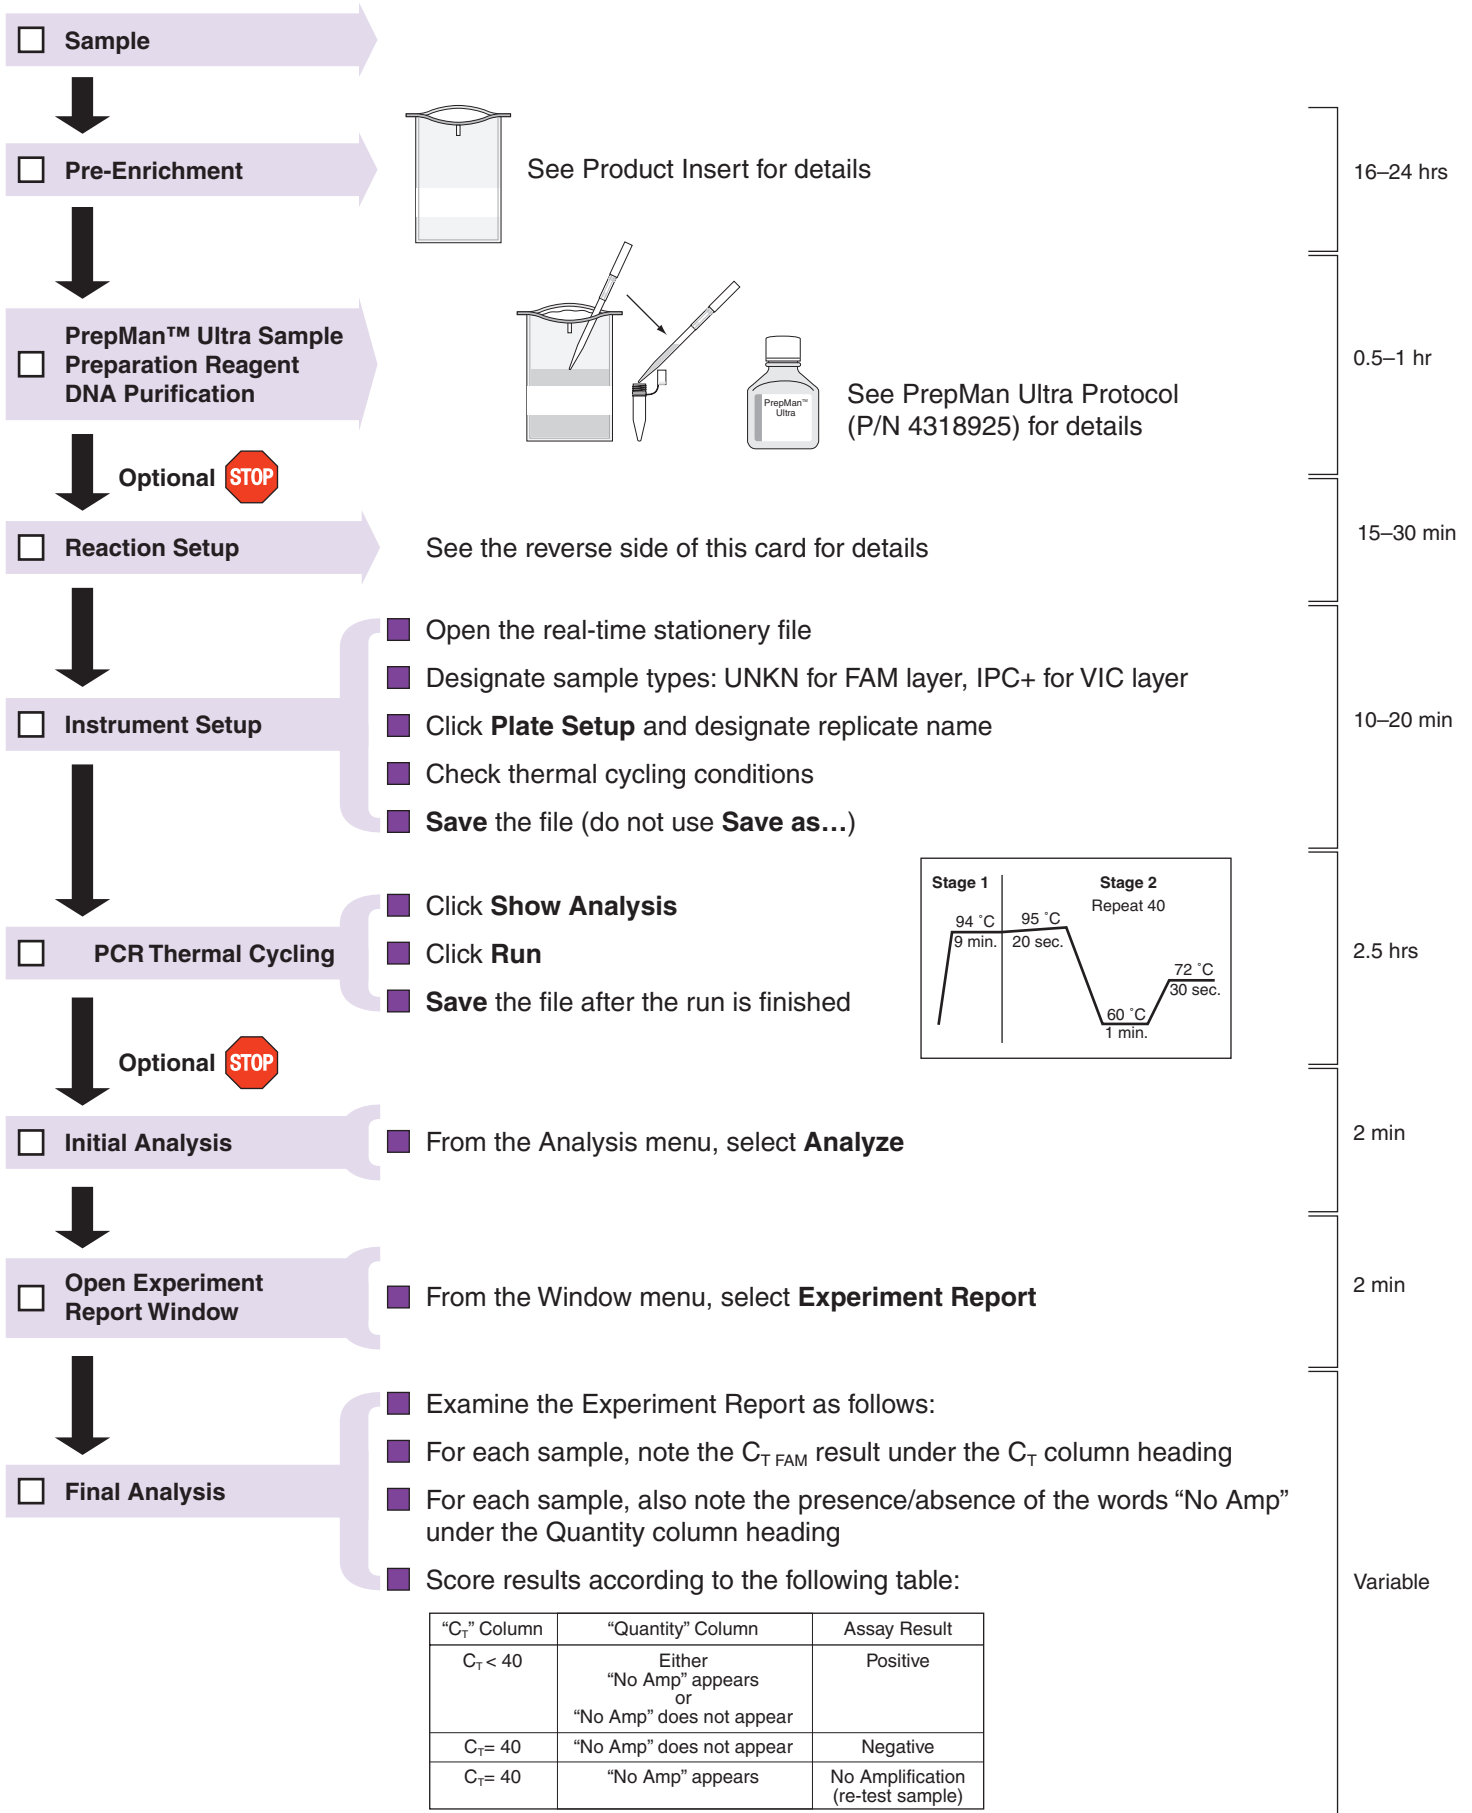 Sample
Pre-Enrichment
See Product Insert for details
16–24 hrs
PrepMan™ Ultra Sample
Preparation Reagent
DNA Purification
PrepMan™
Ultra
See PrepMan Ultra Protocol
(P/N 4318925) for details
0.5–1 hr
Optional STOP
Reaction Setup
See the reverse side of this card for details
15–30 min
Instrument Setup
Open the real-time stationery file
Designate sample types: UNKN for FAM layer, IPC+ for VIC layer
Click Plate Setup and designate replicate name
Check thermal cycling conditions
Save the file (do not use Save as…)
10–20 min
PCR Thermal Cycling
Click Show Analysis
Click Run
Save the file after the run is finished
Stage 1
Stage 2
Repeat 40
94 ˚C
9 min.
95 ˚C
20 sec.
60 ˚C
1 min.
72 ˚C
30 sec.
2.5 hrs
Optional STOP
Initial Analysis
From the Analysis menu, select Analyze
2 min
Open Experiment
Report Window
From the Window menu, select Experiment Report
2 min
Final Analysis
Examine the Experiment Report as follows:
For each sample, note the CT FAM result under the CT column heading
For each sample, also note the presence/absence of the words “No Amp”
under the Quantity column heading
Score results according to the following table:
Variable
“CT” Column “Quantity” Column Assay Result
CT < 40
Either
“No Amp” appears
or
“No Amp” does not appear
Positive
CT= 40 “No Amp” does not appear Negative
CT= 40 “No Amp” appears No Amplification
(re-test sample)